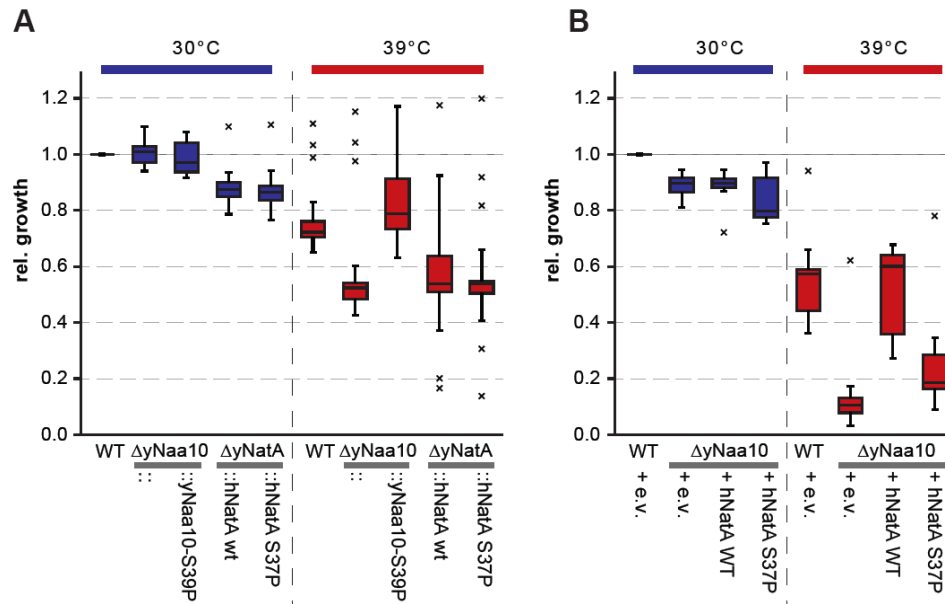 A
30°C
39°C
rel. growth
1.2
1.0
0.8
0.6
0.4
0.2
0.0
WT
ΔyNaa10
ΔyNatA
WT
ΔyNaa10
ΔyNatA
::
::yNaa10-S39P
::hNatA wt
::hNatA S37P
::
::yNaa10-S39P
::hNatA wt
::hNatA S37P
B
30°C
39°C
rel. growth
1.2
1.0
0.8
0.6
0.4
0.2
0.0
WT
ΔyNaa10
WT
ΔyNaa10
+ e.v.
+ e.v.
+ hNatA WT
+ hNatA S37P
+ e.v.
+ e.v.
+ hNatA WT
+ hNatA S37P